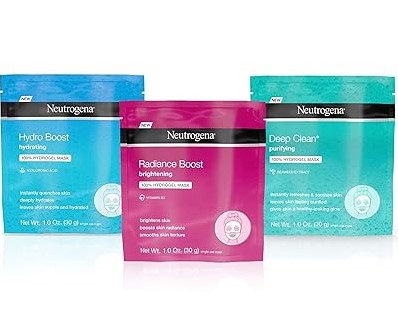 NEW
Neutrogena®
Hydro Boost
hydrating
100% HYDROGEL MASK
HYALURONIC ACID
instantly quenches skin
deeply hydrates
leaves skin supple and hydrated
Net Wt. 1.0 Oz. (30 g)
NEW
Neutrogena®
Radiance Boost
brightening
100% HYDROGEL MASK
VITAMIN B3
brightens skin
boosts skin radiance
smooths skin texture
Net Wt. 1.0 Oz. (30 g) single use mask
NEW
Neutrogena®
Deep Clean®
purifying
100% HYDROGEL MASK
SEAWEED EXTRACT
instantly refreshes & soothes skin
leaves skin feeling purified
gives skin a healthy-looking glow
Net Wt. 1.0 Oz. (30 g)